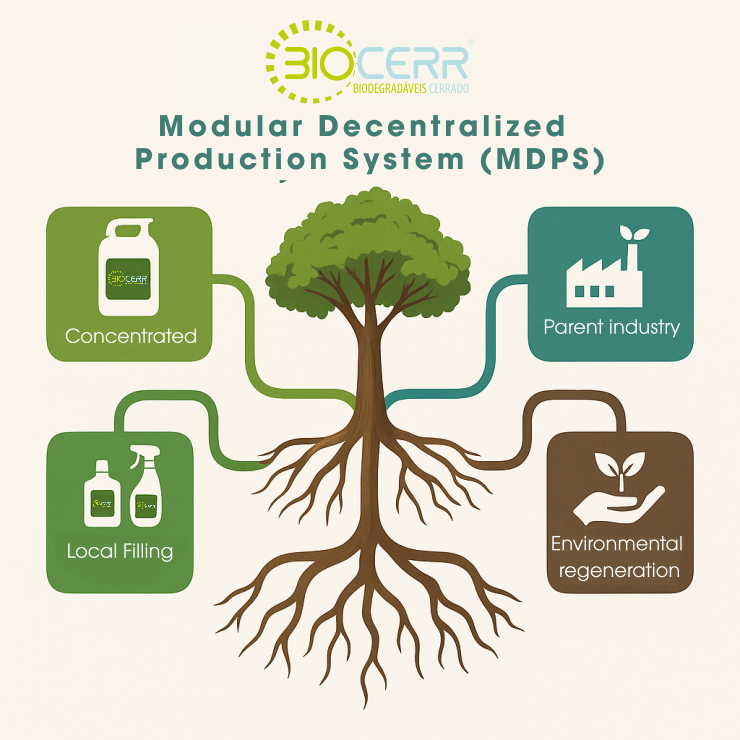 BIOCERR
BIODEGRADÁVEIS CERRADO
Modular Decentralized
Production System (MDPS)
BIOCERR
Concentrated
Parent industry
Local Filling
Environmental
regeneration